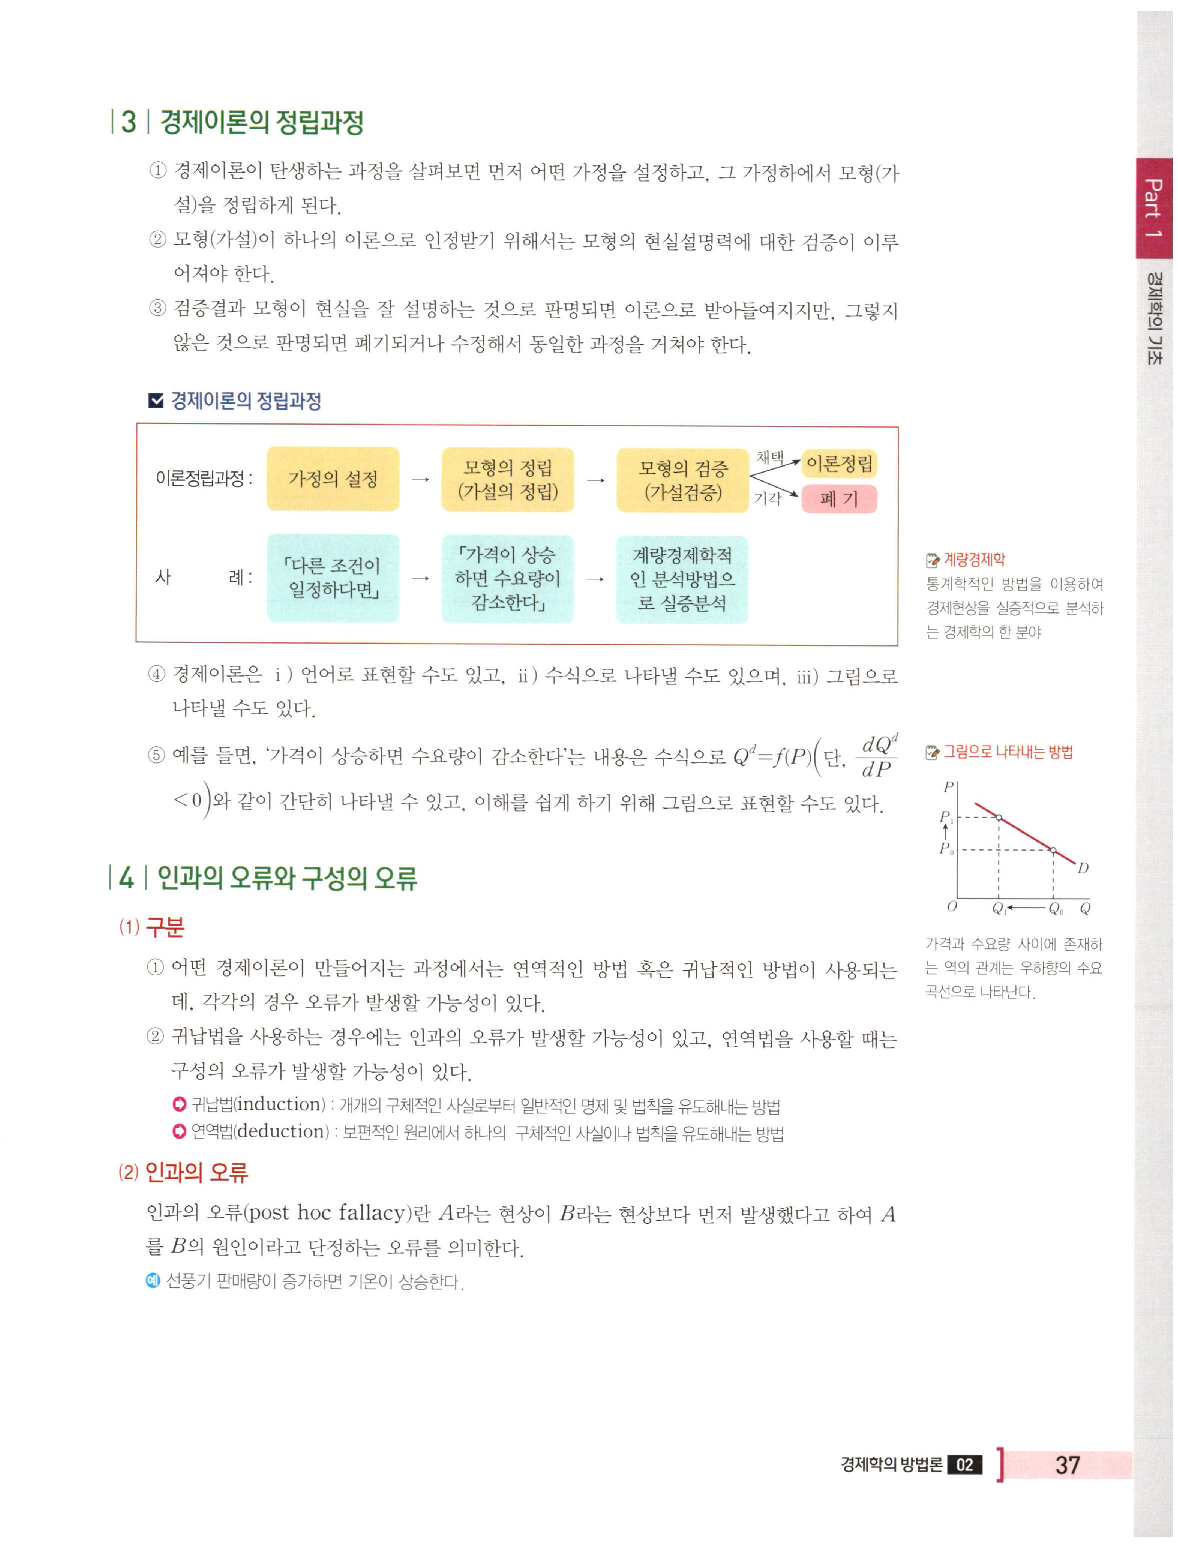 |3| 경제이론의 정립과정
① 경제이론이 탄생하는 과정을 살펴보면 먼저 어떤 가정을 설정하고, 그 가정하에서 모형(가
설)을 정립하게 된다.
② 모형(가설)이 하나의 이론으로 인정받기 위해서는 모형의 현실설명력에 대한 검증이 이루
어져야 한다.
③ 검증결과 모형이 현실을 잘 설명하는 것으로 판명되면 이론으로 받아들여지지만, 그렇지
않은 것으로 판명되면 폐기되거나 수정해서 동일한 과정을 거쳐야 한다.
경제이론의 정립과정
이론정립과정 :
가정의 설정
→
모형의 정립
(가설의 정립)
→
모형의 검증
(가설검증)
채택
이론정립
기각
폐 기
사 례 :
「다른 조건이
일정하다면」
→
「가격이 상승
하면 수요량이
감소한다」
→
계량경제학적
인 분석방법으
로 실증분석
④ 경제이론은 ⅰ) 언어로 표현할 수도 있고, ⅱ) 수식으로 나타낼 수도 있으며, ⅲ) 그림으로
나타낼 수도 있다.
⑤ 예를 들면, '가격이 상승하면 수요량이 감소한다'는 내용은 수식으로 Q^d=f(P)(단, dQ^d/dP
<0)와 같이 간단히 나타낼 수 있고, 이해를 쉽게 하기 위해 그림으로 표현할 수도 있다.
|4| 인과의 오류와 구성의 오류
(1) 구분
① 어떤 경제이론이 만들어지는 과정에서는 연역적인 방법 혹은 귀납적인 방법이 사용되는
데, 각각의 경우 오류가 발생할 가능성이 있다.
② 귀납법을 사용하는 경우에는 인과의 오류가 발생할 가능성이 있고, 연역법을 사용할 때는
구성의 오류가 발생할 가능성이 있다.
귀납법(induction) : 개개의 구체적인 사실로부터 일반적인 명제 및 법칙을 유도해내는 방법
연역법(deduction) : 보편적인 원리에서 하나의 구체적인 사실이나 법칙을 유도해내는 방법
(2) 인과의 오류
인과의 오류(post hoc fallacy)란 A라는 현상이 B라는 현상보다 먼저 발생했다고 하여 A
를 B의 원인이라고 단정하는 오류를 의미한다.
예 선풍기 판매량이 증가하면 기온이 상승한다.
계량경제학
통계학적인 방법을 이용하여
경제현상을 실증적으로 분석하
는 경제학의 한 분야
그림으로 나타내는 방법
P
P₁
P₀
D
O Q₁ Q₀ Q
가격과 수요량 사이에 존재하
는 역의 관계는 우하향의 수요
곡선으로 나타난다.
Part 1
경제학의 기초
경제학의 방법론 02
37